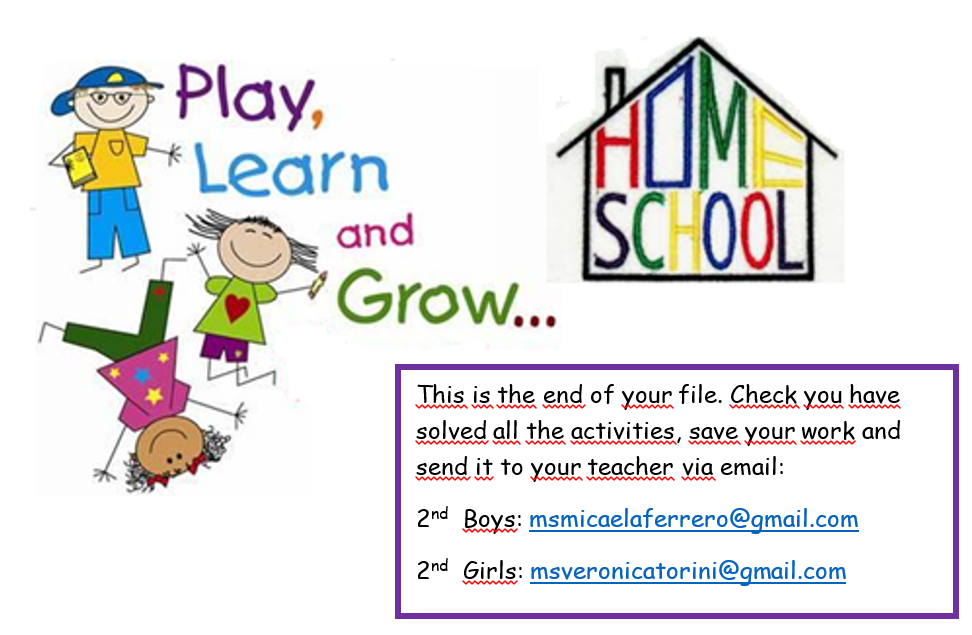 Play,
Learn
and
Grow...
HOME
SCHOOL
This is the end of your file. Check you have
solved all the activities, save your work and
send it to your teacher via email:
2nd Boys: msmicaelaferrero@gmail.com
2nd Girls: msveronicatorini@gmail.com